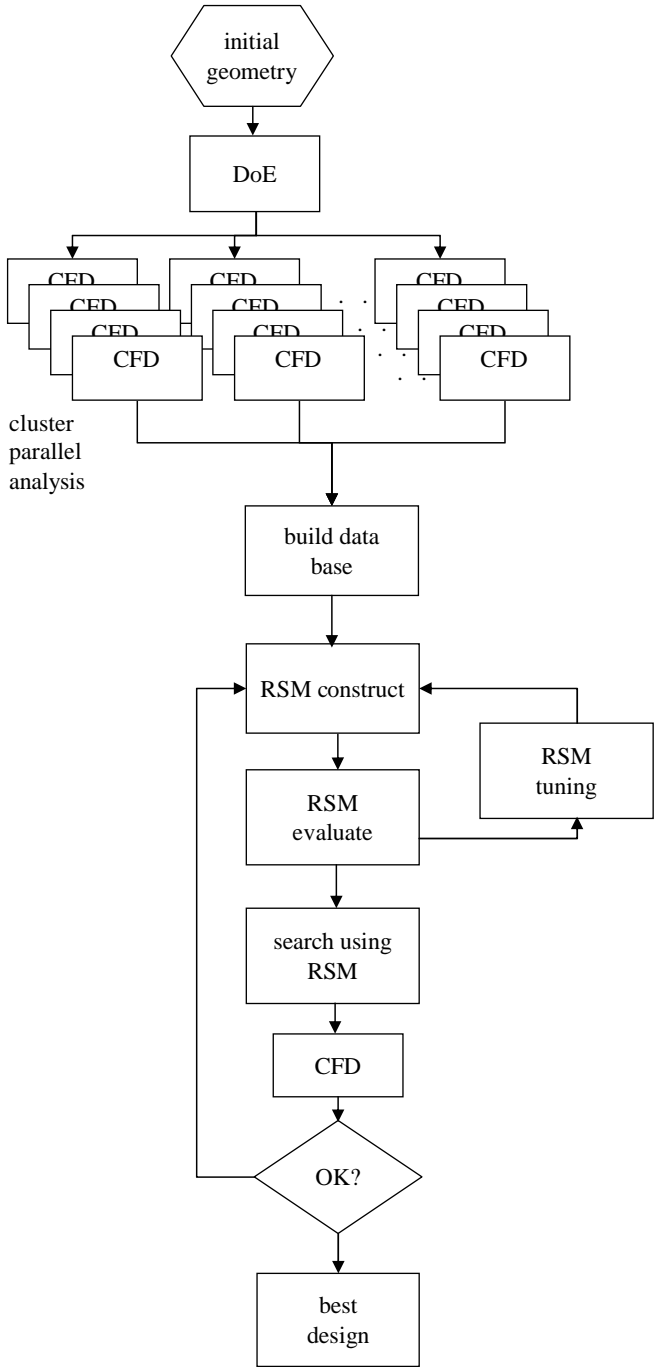 initial
geometry
DoE
CFD
CFD
CFD
CFD
CFD
CFD
CFD
CFD
CFD
CFD
CFD
CFD
cluster
parallel
analysis
build data
base
RSM construct
RSM
tuning
RSM
evaluate
search using
RSM
CFD
OK?
best
design